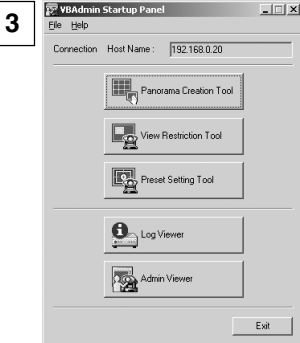 3
VBAdmin Startup Panel
File Help
Connection Host Name : 192.168.0.20
Panorama Creation Tool
View Restriction Tool
Preset Setting Tool
Log Viewer
Admin Viewer
Exit